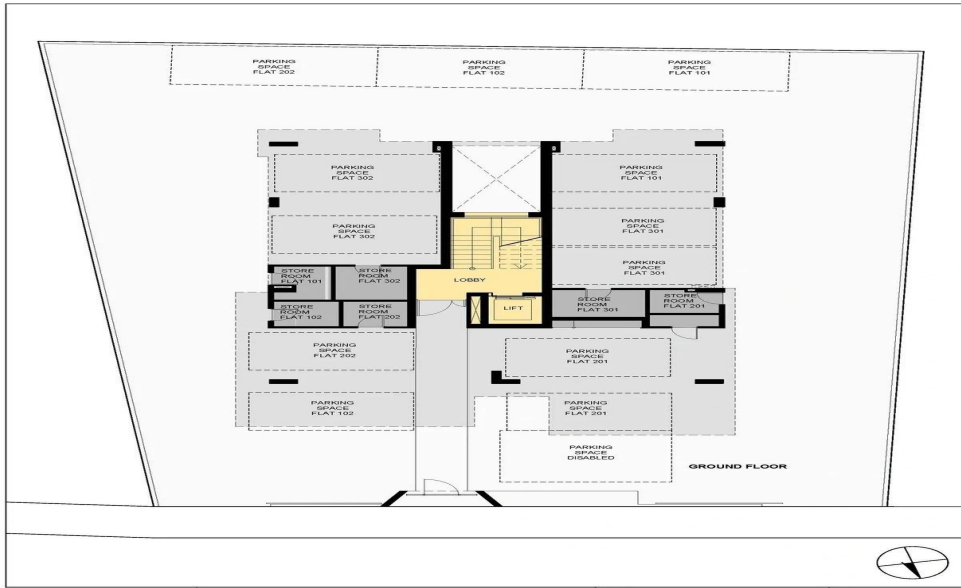 PARKING
SPACE
FLAT 202
PARKING
SPACE
FLAT 102
PARKING
SPACE
FLAT 101
PARKING
SPACE
FLAT 302
PARKING
SPACE
FLAT 101
PARKING
SPACE
FLAT 302
PARKING
SPACE
FLAT 301
PARKING
SPACE
FLAT 301
STORE
ROOM
FLAT 101
STORE
ROOM
FLAT 302
LOBBY
STORE
ROOM
FLAT 102
STORE
ROOM
FLAT 202
LIFT
STORE
ROOM
FLAT 301
STORE
ROOM
FLAT 201
PARKING
SPACE
FLAT 202
PARKING
SPACE
FLAT 201
PARKING
SPACE
FLAT 102
PARKING
SPACE
FLAT 201
PARKING
SPACE
DISABLED
GROUND FLOOR